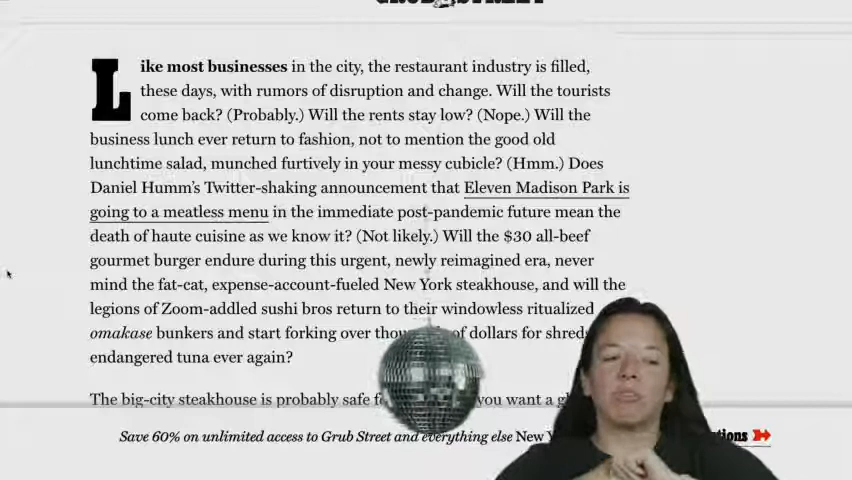 GRUB STREET
Like most businesses in the city, the restaurant industry is filled,
these days, with rumors of disruption and change. Will the tourists
come back? (Probably.) Will the rents stay low? (Nope.) Will the
business lunch ever return to fashion, not to mention the good old
lunchtime salad, munched furtively in your messy cubicle? (Hmm.) Does
Daniel Humm’s Twitter-shaking announcement that Eleven Madison Park is
going to a meatless menu in the immediate post-pandemic future mean the
death of haute cuisine as we know it? (Not likely.) Will the $30 all-beef
gourmet burger endure during this urgent, newly reimagined era, never
mind the fat-cat, expense-account-fueled New York steakhouse, and will the
legions of Zoom-addled sushi bros return to their windowless ritualized
omakase bunkers and start forking over of dollars for
endangered tuna ever again?
The big-city steakhouse is probably safe you want a
Save 60% on unlimited access to Grub Street and everything else New